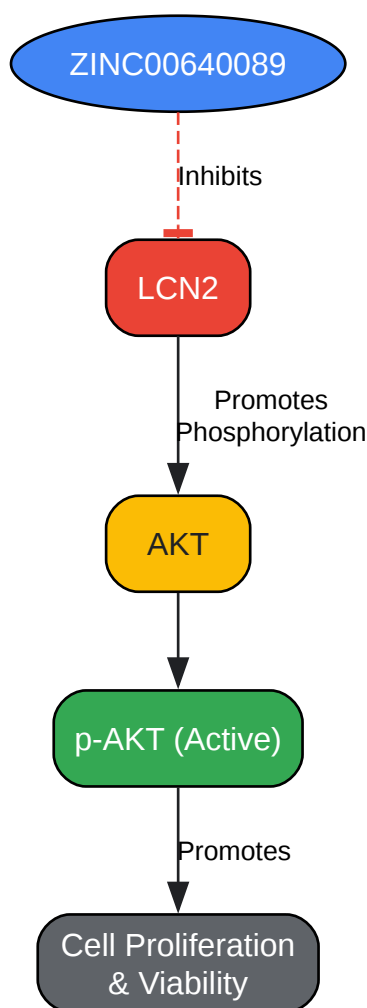 ZINC00640089
Inhibits
LCN2
Promotes
Phosphorylation
AKT
p-AKT (Active)
Promotes
Cell Proliferation
& Viability